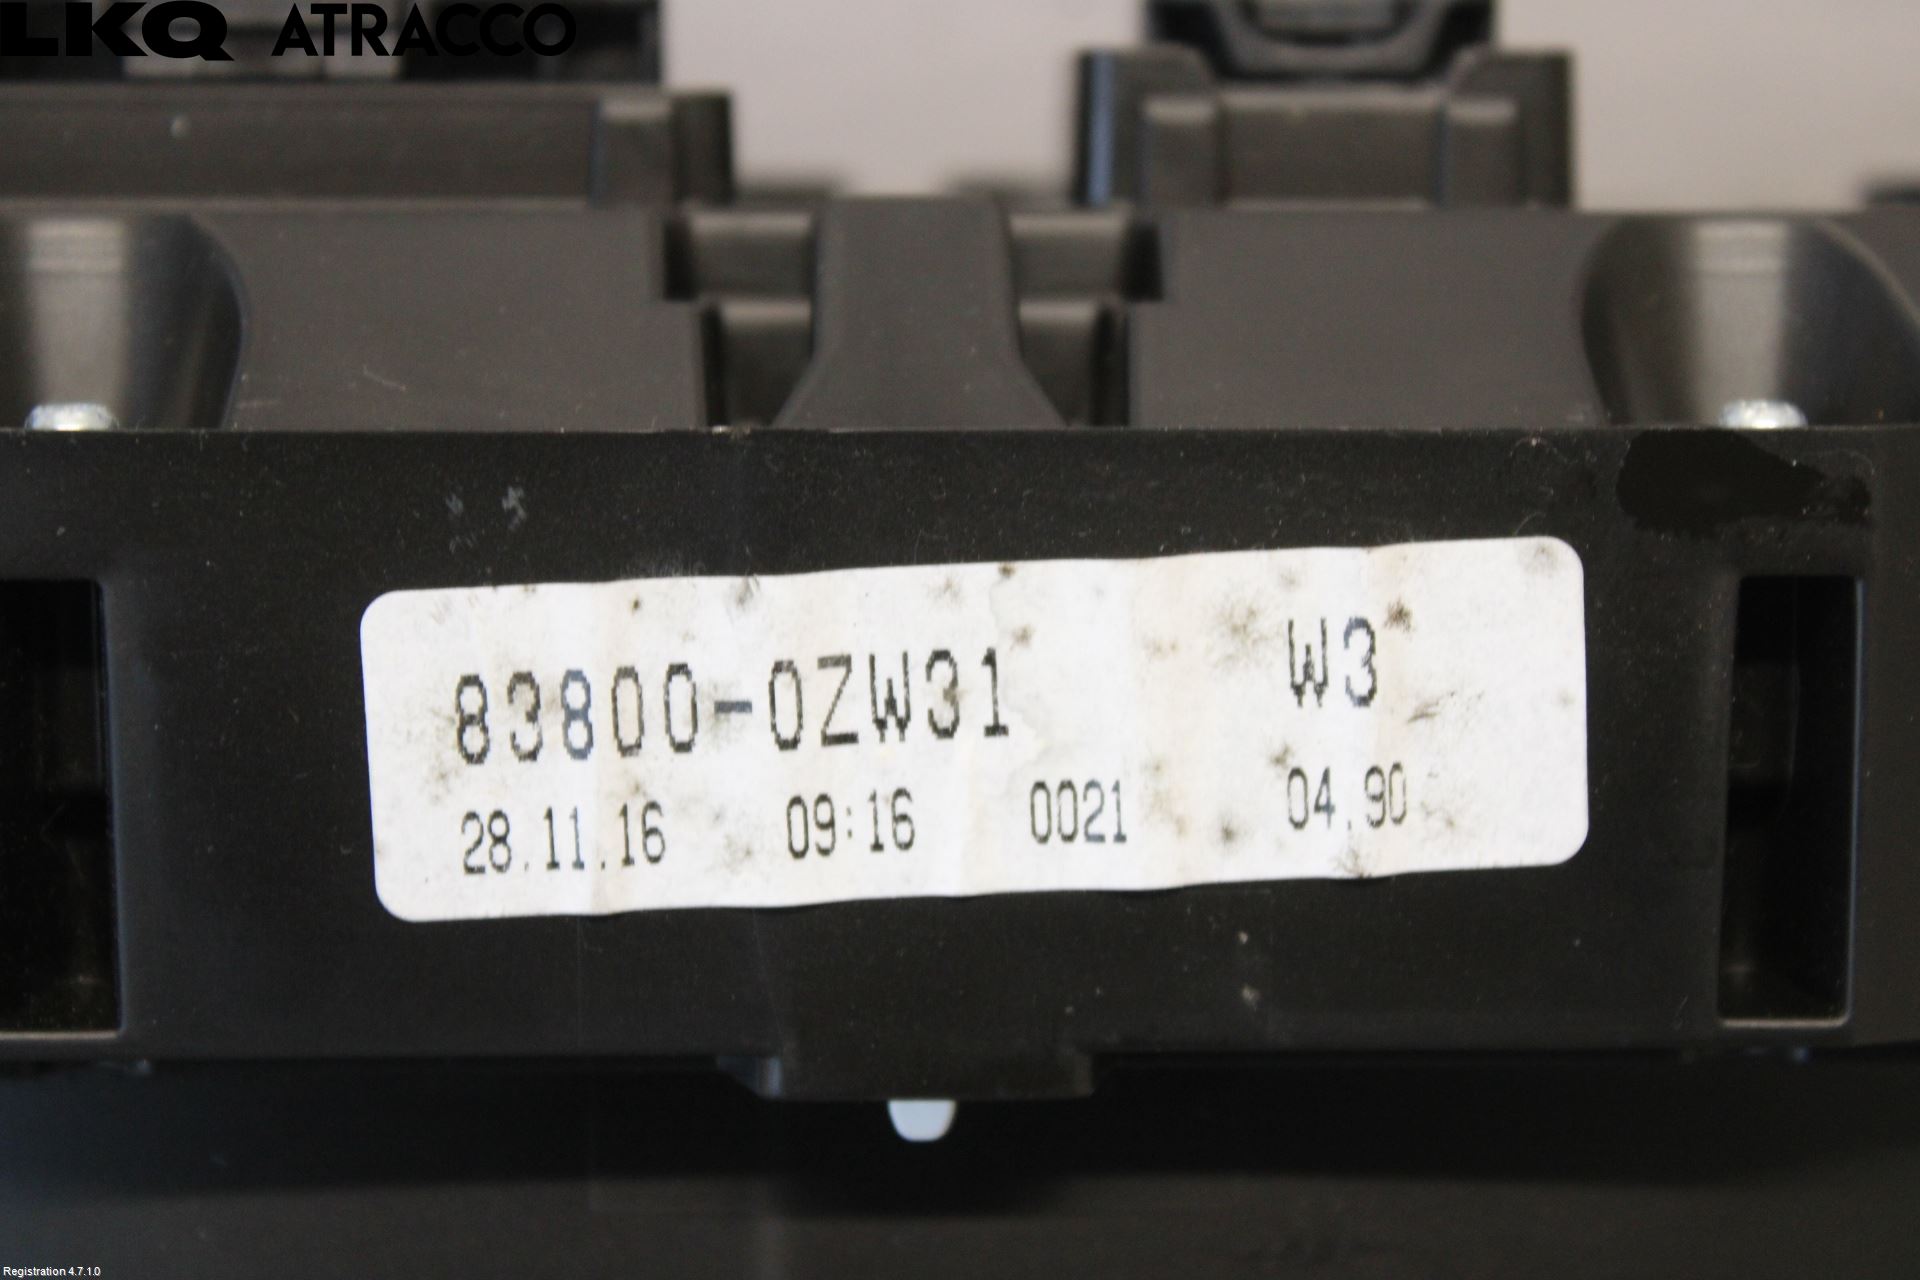 LKQ ATRACCO
83800-0ZW31 W3
28.11.16 09:16 0021 04.90
Registration 4.7.1.0